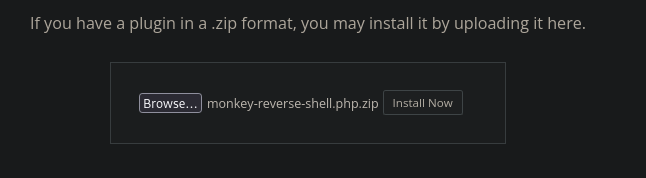 If you have a plugin in a .zip format, you may install it by uploading it here.
Browse... monkey-reverse-shell.php.zip Install Now